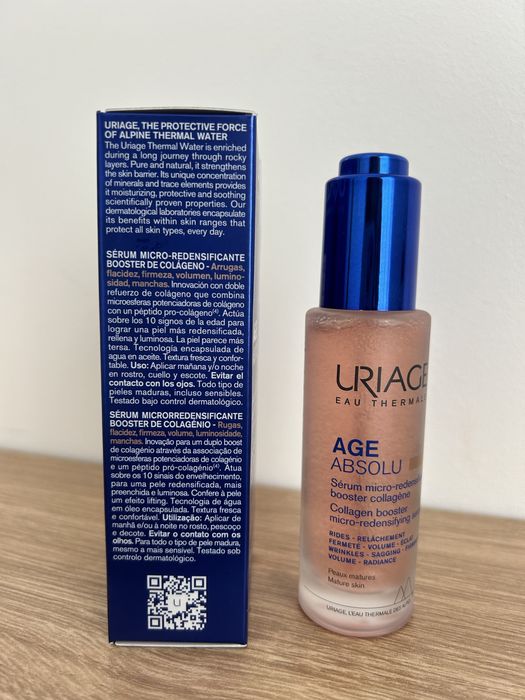 URIAGE, THE PROTECTIVE FORCE
OF ALPINE THERMAL WATER
The Uriage Thermal Water is enriched
during a long journey through rocky
layers. Pure and natural, it strengthens
the skin barrier. Its unique concentration
of minerals and trace elements provides
it moisturizing, protective and soothing
scientifically proven properties. Our
dermatological laboratories encapsulate
its benefits within skin ranges that
protect all skin types, every day.
SÉRUM MICRO-REDENSIFICANTE
BOOSTER DE COLÁGENO - Arrugas,
flacidez, firmeza, volumen, lumino-
sidad, manchas. Innovación con doble
refuerzo de colágeno que combina
microesferas potenciadoras de colágeno
con un péptido pro-colágeno⁽⁴⁾. Actúa
sobre los 10 signos de la edad para
lograr una piel más redensificada,
rellena y luminosa. La piel parece más
tersa. Tecnología encapsulada de
agua en aceite. Textura fresca y confor-
table. Uso: Aplicar mañana y/o noche
en rostro, cuello y escote. Evitar el
contacto con los ojos. Todo tipo de
pieles maduras, incluso sensibles.
Testado bajo control dermatológico.
SÉRUM MICRORREDENSIFICANTE
BOOSTER DE COLAGÉNIO - Rugas,
flacidez, firmeza, volume, luminosidade,
manchas. Inovação para um duplo boost
de colagénio através da associação de
microesferas potenciadoras de colagénio
e um péptido pró-colagénio⁽⁴⁾. Atua
sobre os 10 sinais do envelhecimento,
para uma pele redensificada, mais
preenchida e luminosa. Confere à pele
um efeito lifting. Tecnologia de água
em óleo encapsulada. Textura fresca
e confortável. Utilização: Aplicar de
manhã e/ou à noite no rosto, pescoço
e decote. Evitar o contato com os
olhos. Para todo o tipo de pele madura,
mesmo a mais sensível. Testado sob
controlo dermatológico.
URIAGE
EAU THERMALE
AGE
ABSOLU
Sérum micro-redensi
booster collagène
Collagen booster
micro-redensifying
RIDES - RELÂCHEMENT
FERMETÉ - VOLUME - ÉCLAT
WRINKLES - SAGGING - FIRM
VOLUME - RADIANCE
Peaux matures
Mature skin
URIAGE, L'EAU THERMALE DES ALPES